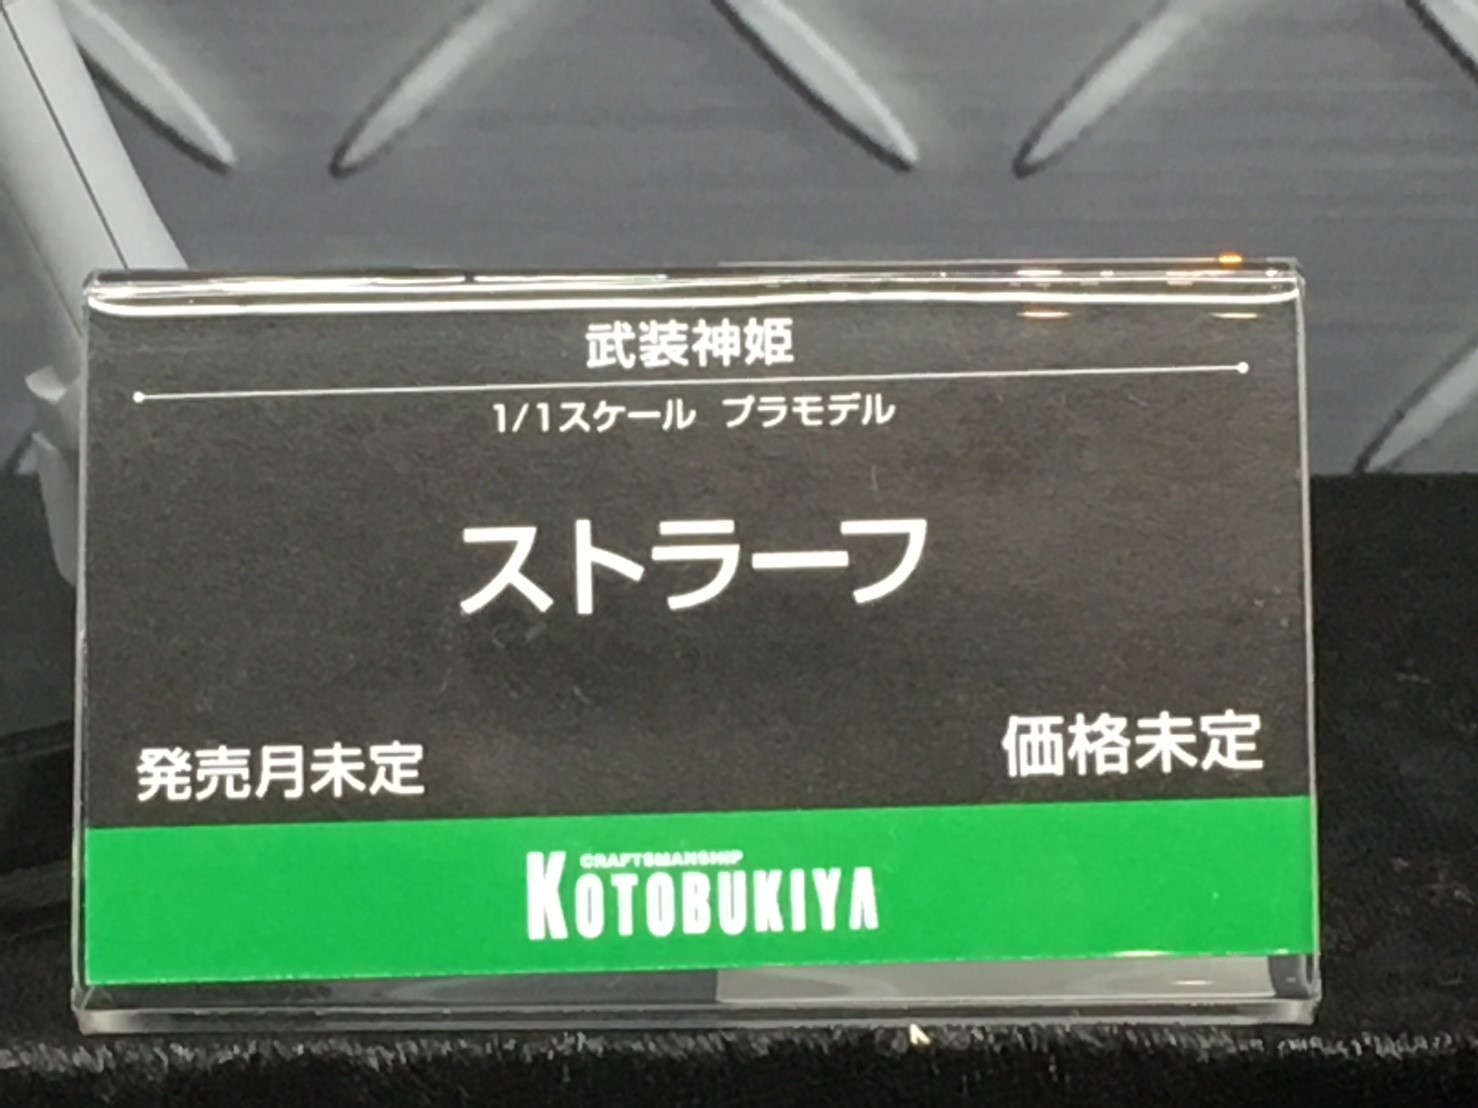 武装神姫
1/1スケール プラモデル
ストラーフ
発売月未定
価格未定
CRAFTSMANSHIP
KOTOBUKIYA